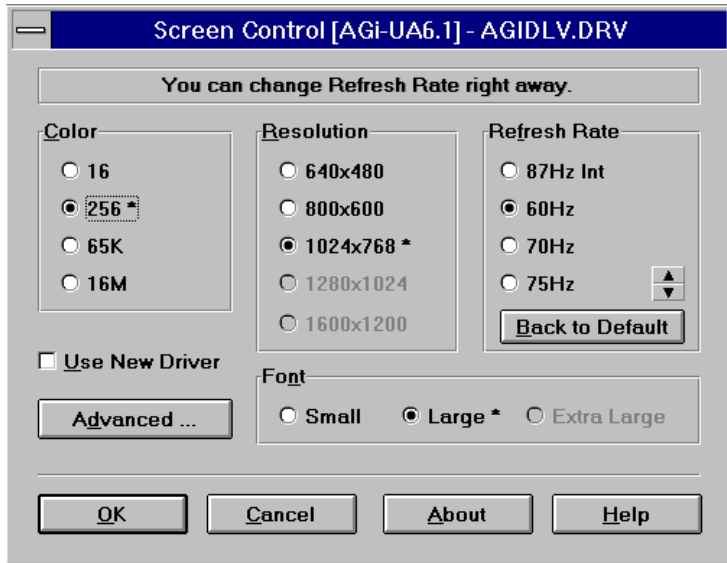 Screen Control [AGi-UA6.1] - AGIDLV.DRV
You can change Refresh Rate right away.
Color
16
256 *
65K
16M
Resolution
640x480
800x600
1024x768 *
1280x1024
1600x1200
Refresh Rate
87Hz Int
60Hz
70Hz
75Hz
Back to Default
Use New Driver
Advanced ...
Font
Small Large * Extra Large
OK Cancel About Help